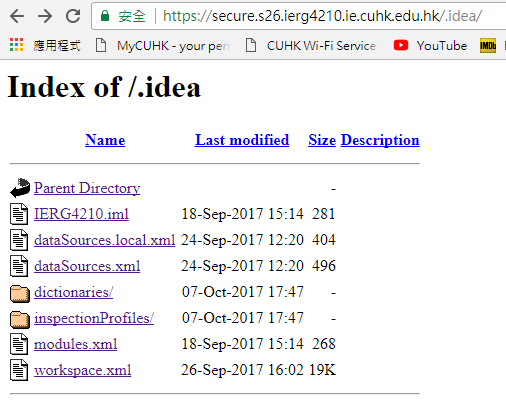 安全 https://secure.s26.ierg4210.ie.cuhk.edu.hk/.idea/
應用程式 MyCUHK - your pers CUHK Wi-Fi Service YouTube IMDb
Index of /.idea
Name Last modified Size Description
Parent Directory -
IERG4210.iml 18-Sep-2017 15:14 281
dataSources.local.xml 24-Sep-2017 12:20 404
dataSources.xml 24-Sep-2017 12:20 496
dictionaries/ 07-Oct-2017 17:47 -
inspectionProfiles/ 07-Oct-2017 17:47 -
modules.xml 18-Sep-2017 15:14 268
workspace.xml 26-Sep-2017 16:02 19K